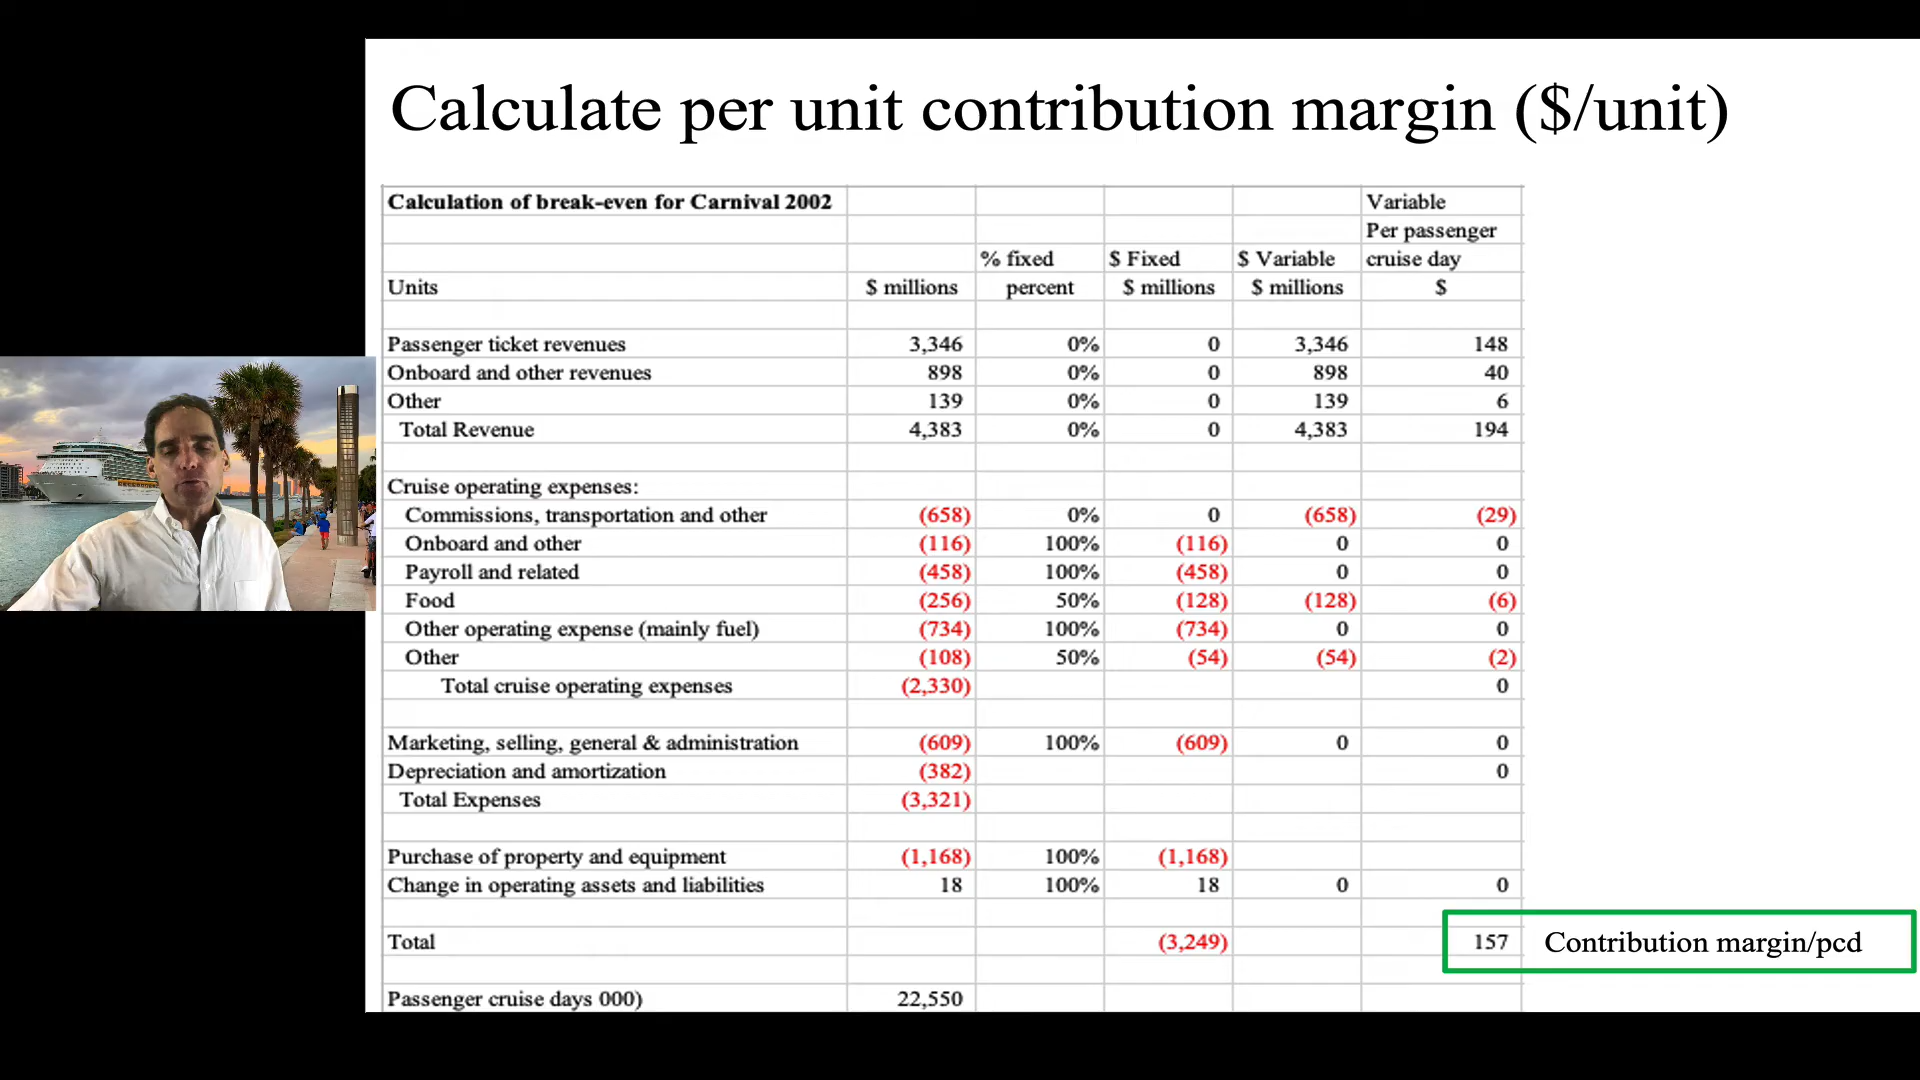 Calculate per unit contribution margin ($/unit)
Calculation of break-even for Carnival 2002 Variable
Per passenger
% fixed $ Fixed $ Variable cruise day
Units $ millions percent $ millions $ millions $
Passenger ticket revenues 3,346 0% 0 3,346 148
Onboard and other revenues 898 0% 0 898 40
Other 139 0% 0 139 6
Total Revenue 4,383 0% 0 4,383 194
Cruise operating expenses:
Commissions, transportation and other (658) 0% 0 (658) (29)
Onboard and other (116) 100% (116) 0 0
Payroll and related (458) 100% (458) 0 0
Food (256) 50% (128) (128) (6)
Other operating expense (mainly fuel) (734) 100% (734) 0 0
Other (108) 50% (54) (54) (2)
Total cruise operating expenses (2,330) 0
Marketing, selling, general & administration (609) 100% (609) 0 0
Depreciation and amortization (382) 0
Total Expenses (3,321)
Purchase of property and equipment (1,168) 100% (1,168)
Change in operating assets and liabilities 18 100% 18 0 0
Total (3,249) 157 Contribution margin/pcd
Passenger cruise days 000) 22,550